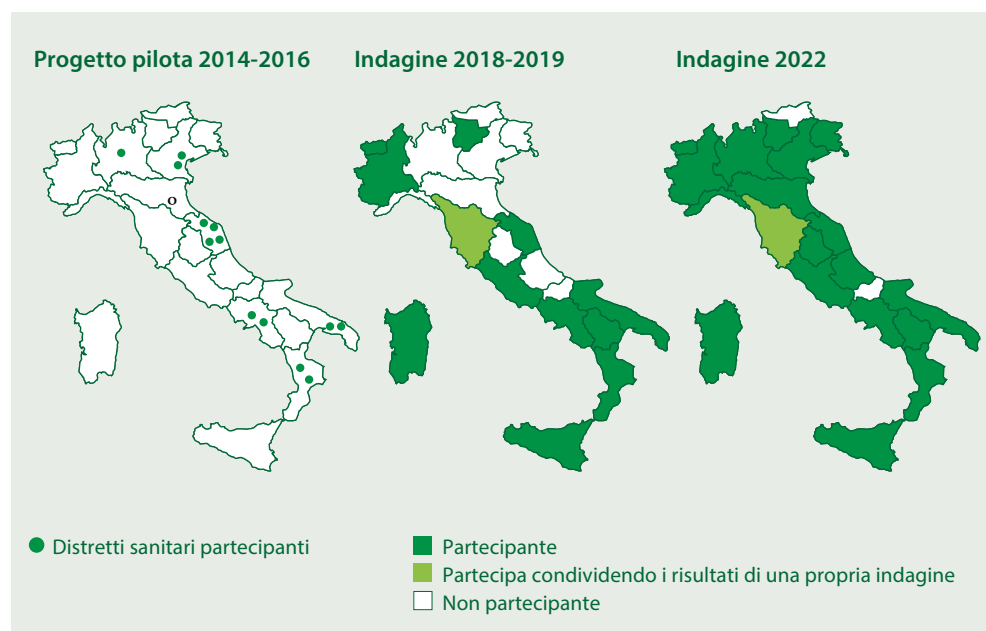 Progetto pilota 2014-2016
Indagine 2018-2019
Indagine 2022
o
Distretti sanitari partecipanti
Partecipante
Partecipa condividendo i risultati di una propria indagine
Non partecipante